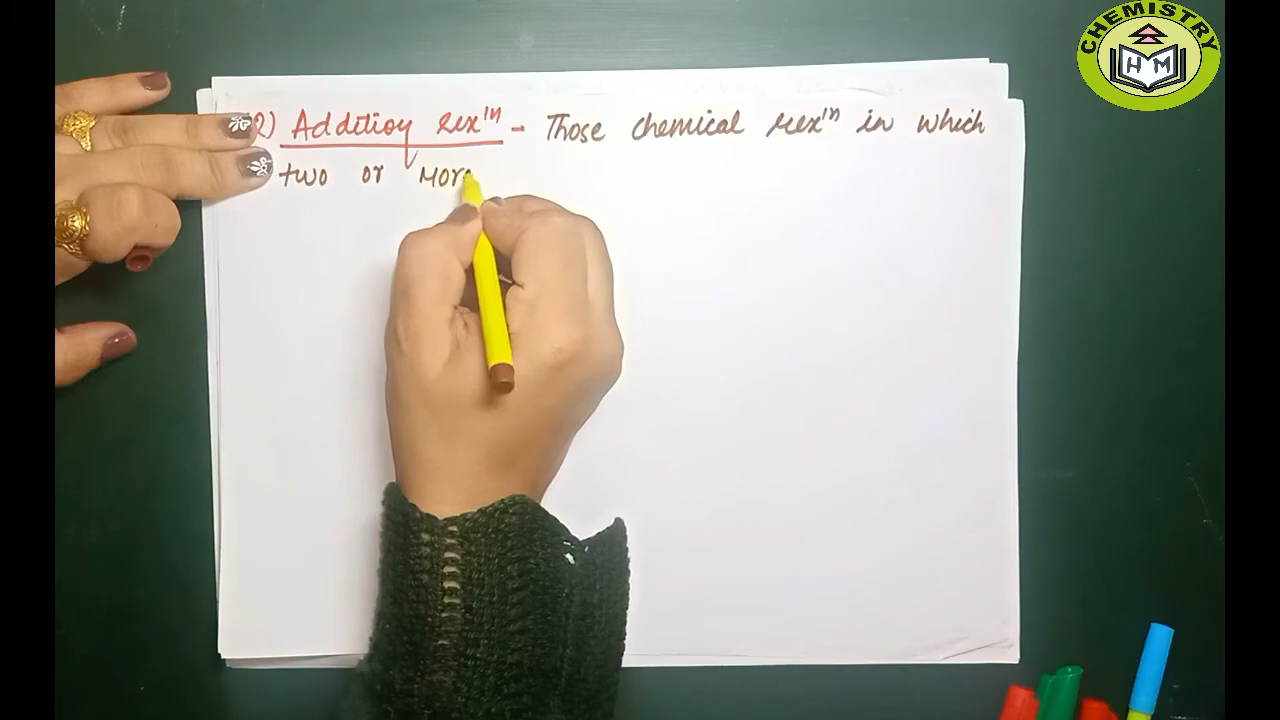 CHEMISTRY
HM
2) Addition rex'n - Those chemical rex'n in which
two or more